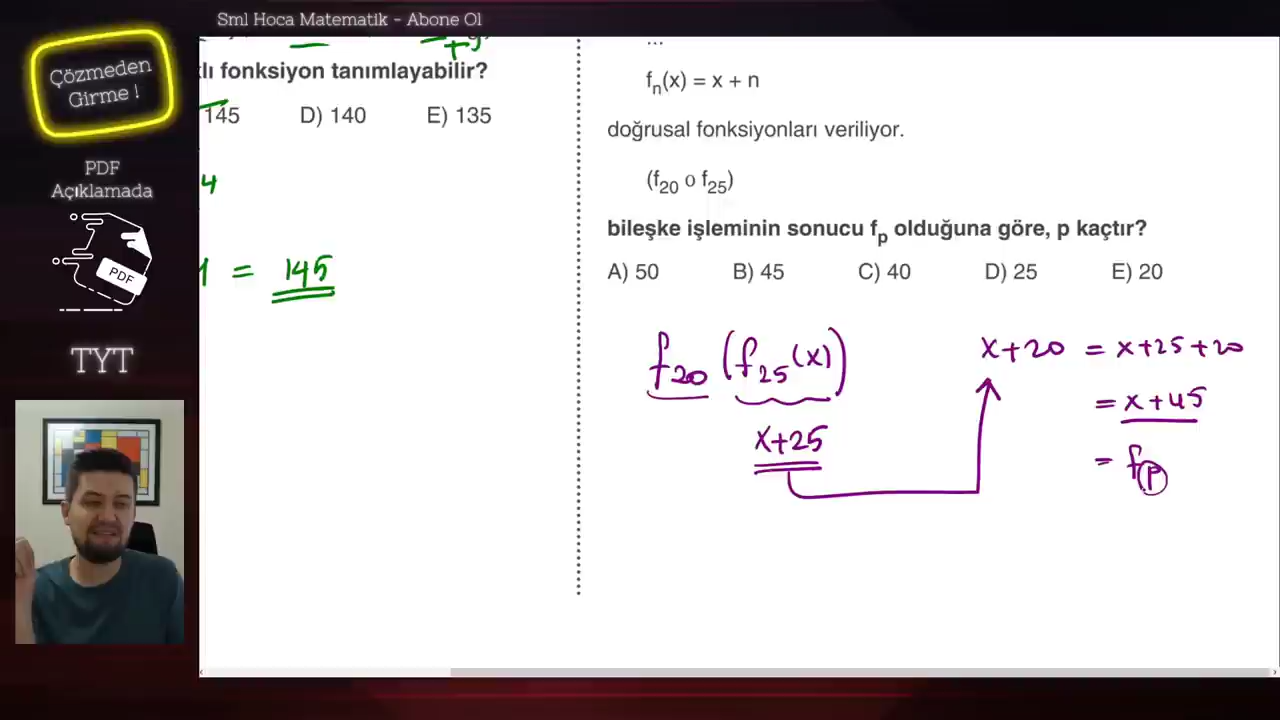 Sml Hoca Matematik - Abone Ol
Çözmeden
Girme !
PDF
Açıklamada
PDF
TYT
fonksiyon tanımlayabilir?
145 D) 140 E) 135
4
= 145
...
fn(x) = x + n
doğrusal fonksiyonları veriliyor.
(f20 o f25)
bileşke işleminin sonucu fp olduğuna göre, p kaçtır?
A) 50 B) 45 C) 40 D) 25 E) 20
f20 (f25(x))
x+25
x+20 = x+25+20
= x+45
= fp